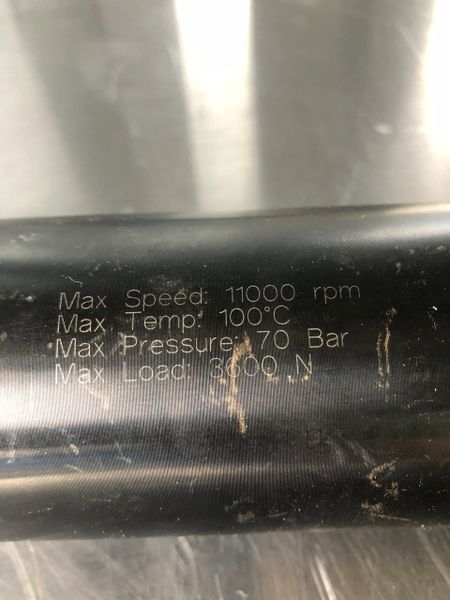 Max Speed: 11000 rpm
Max Temp: 100°C
Max Pressure: 70 Bar
Max Load: 3600 N